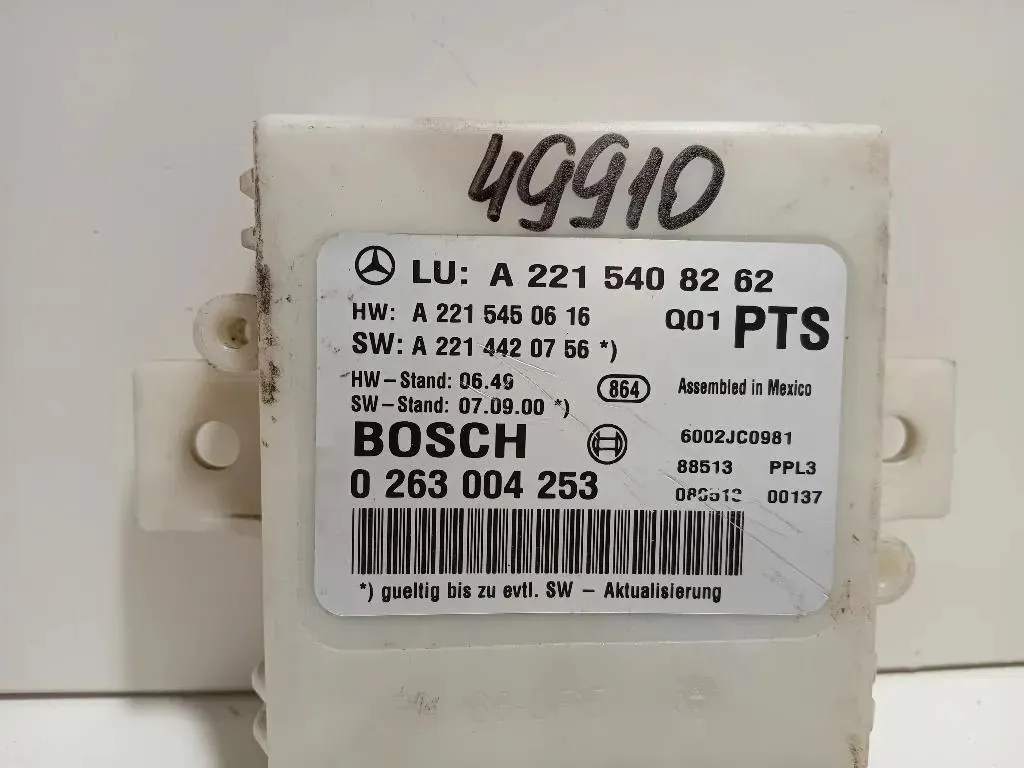 49910
LU: A 221 540 82 62
HW: A 221 545 06 16 Q01 PTS
SW: A 221 442 07 56 *)
HW-Stand: 06.49 864 Assembled in Mexico
SW-Stand: 07.09.00 *)
BOSCH 6002JC0981
88513 PPL3
0 263 004 253 00137
*) gueltig bis zu evtl. SW - Aktualisierung